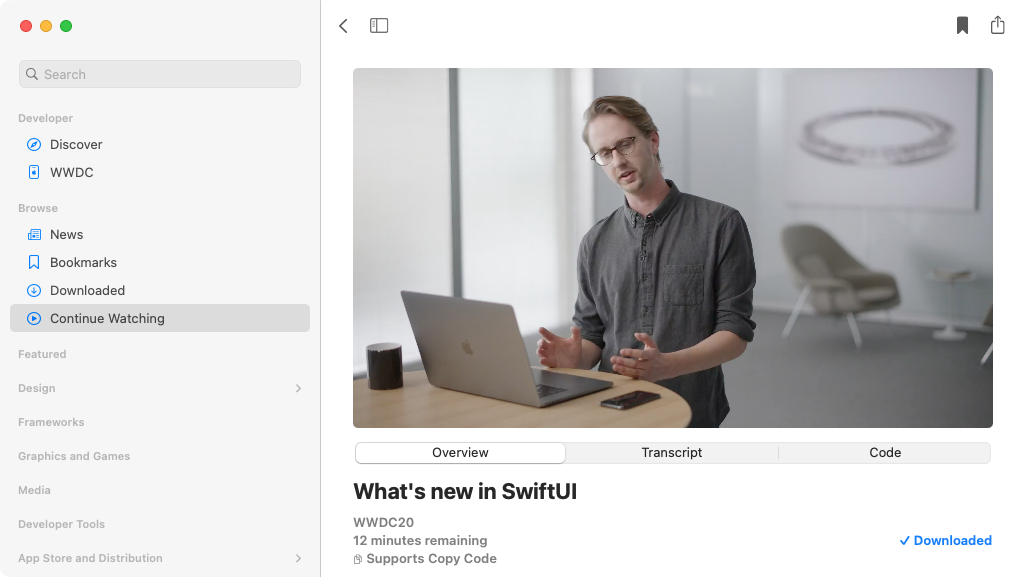 Search
Developer
Discover
WWDC
Browse
News
Bookmarks
Downloaded
Continue Watching
Featured
Design
Frameworks
Graphics and Games
Media
Developer Tools
App Store and Distribution
Overview Transcript Code
What's new in SwiftUI
WWDC20
12 minutes remaining
Downloaded
Supports Copy Code